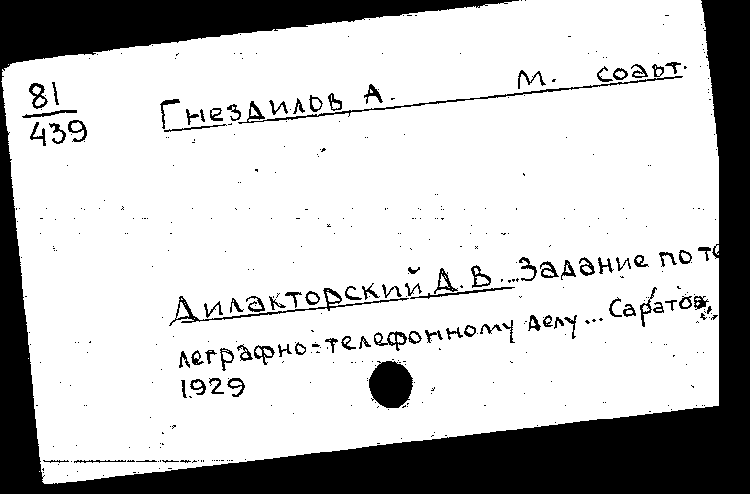 81
439
Гнездилов, А. М. соавт.
Дилакторский, Д. В. ... Задание по те
леграфно-телефонному делу... Саратов,
1929